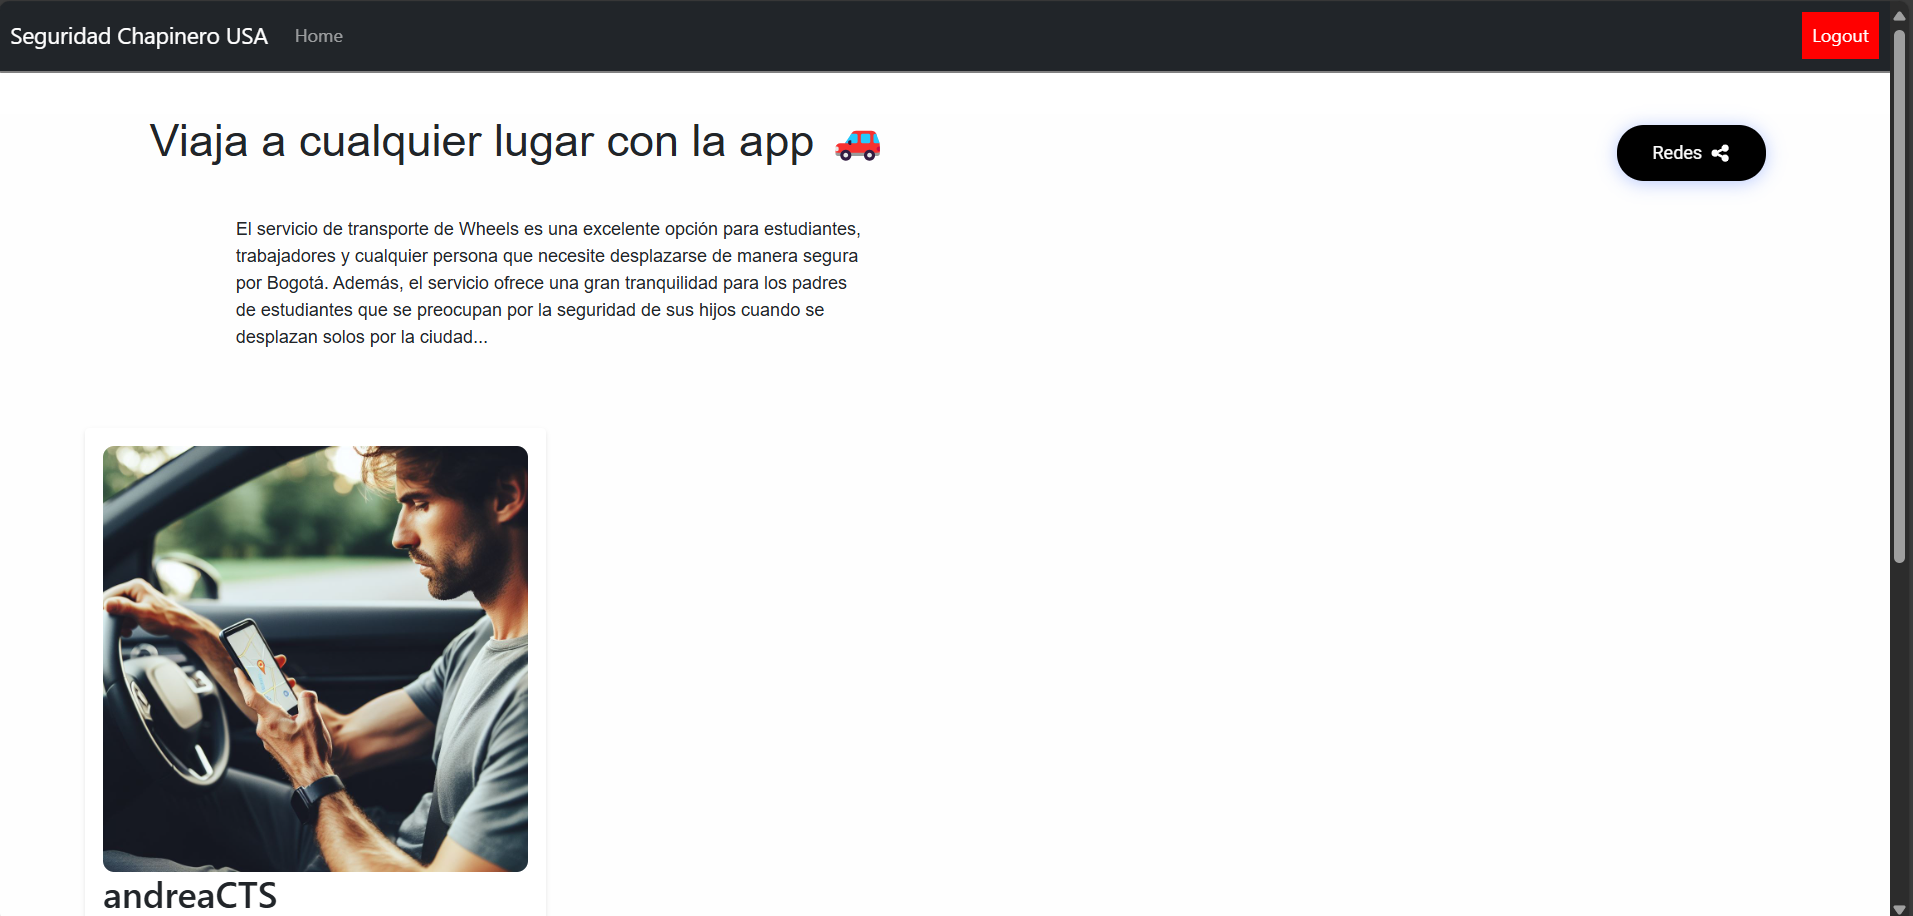 Seguridad Chapinero USA Home Logout
Viaja a cualquier lugar con la app
Redes
El servicio de transporte de Wheels es una excelente opción para estudiantes,
trabajadores y cualquier persona que necesite desplazarse de manera segura
por Bogotá. Además, el servicio ofrece una gran tranquilidad para los padres
de estudiantes que se preocupan por la seguridad de sus hijos cuando se
desplazan solos por la ciudad...
andreaCTS